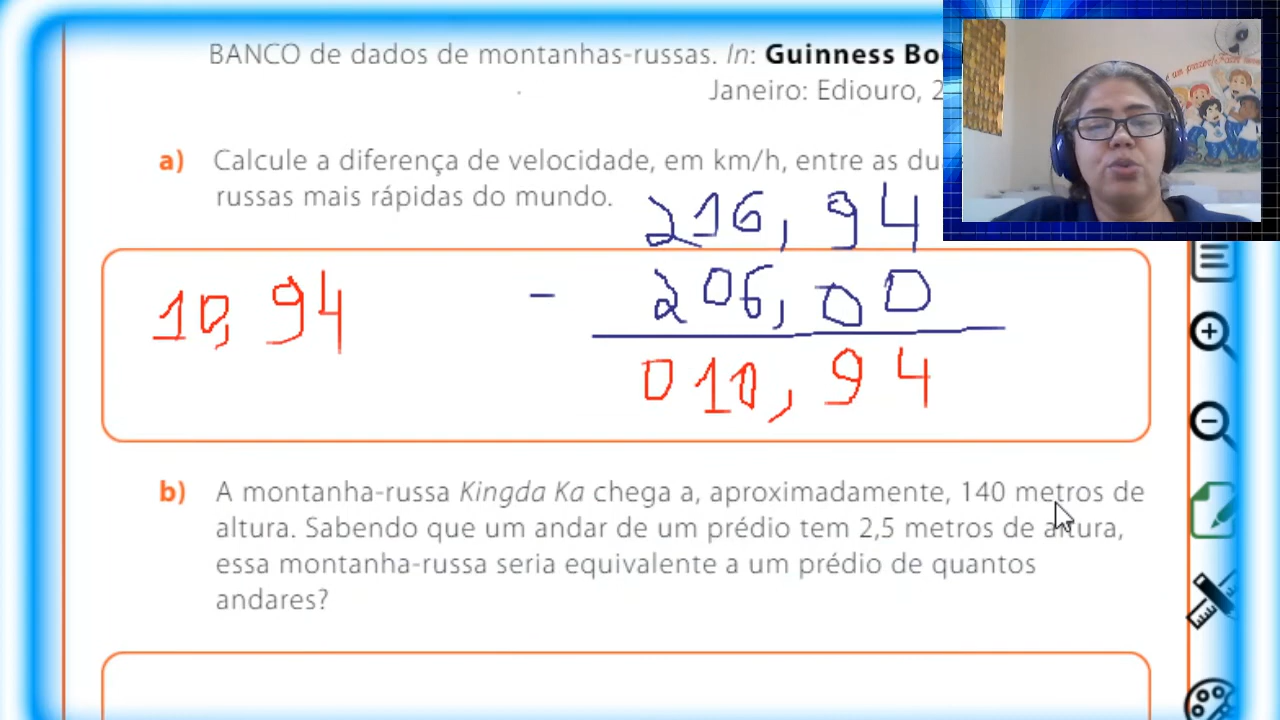 BANCO de dados de montanhas-russas. In: Guinness Bo
Janeiro: Ediouro, 2
a) Calcule a diferença de velocidade, em km/h, entre as du
russas mais rápidas do mundo.
216,94
- 206,00
010,94
10,94
b) A montanha-russa Kingda Ka chega a, aproximadamente, 140 metros de
altura. Sabendo que um andar de um prédio tem 2,5 metros de altura,
essa montanha-russa seria equivalente a um prédio de quantos
andares?